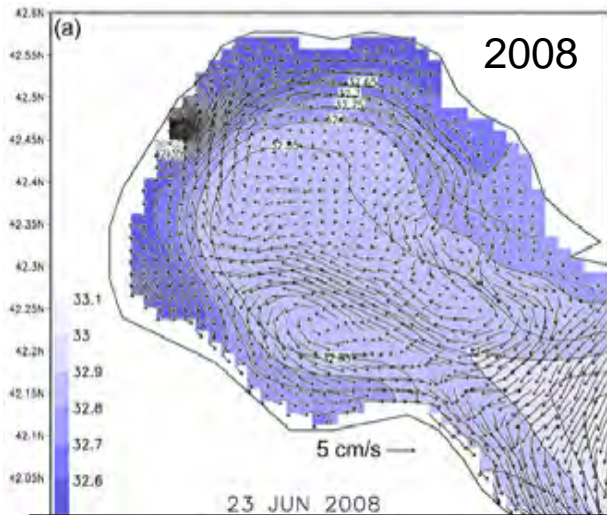 (a)
2008
42.6N
42.55N
42.5N
42.45N
42.4N
42.35N
42.3N
42.25N
42.2N
42.15N
42.1N
42.05N
33.1
33
32.9
32.8
32.7
32.6
5 cm/s
23 JUN 2008